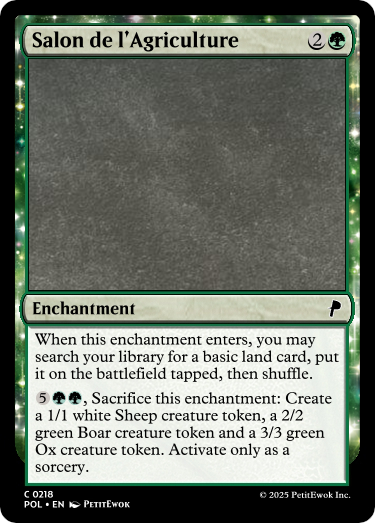 Salon de l'Agriculture 2
Enchantment
When this enchantment enters, you may
search your library for a basic land card, put
it on the battlefield tapped, then shuffle.
5, Sacrifice this enchantment: Create
a 1/1 white Sheep creature token, a 2/2
green Boar creature token and a 3/3 green
Ox creature token. Activate only as a
sorcery.
C 0218
POL • EN PetitEwok
© 2025 PetitEwok Inc.